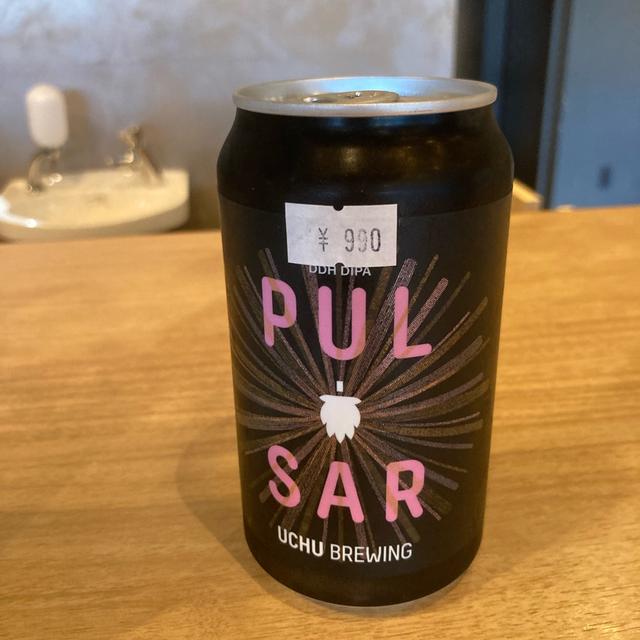 ¥ 990
DDH DIPA
PUL
SAR
UCHU BREWING